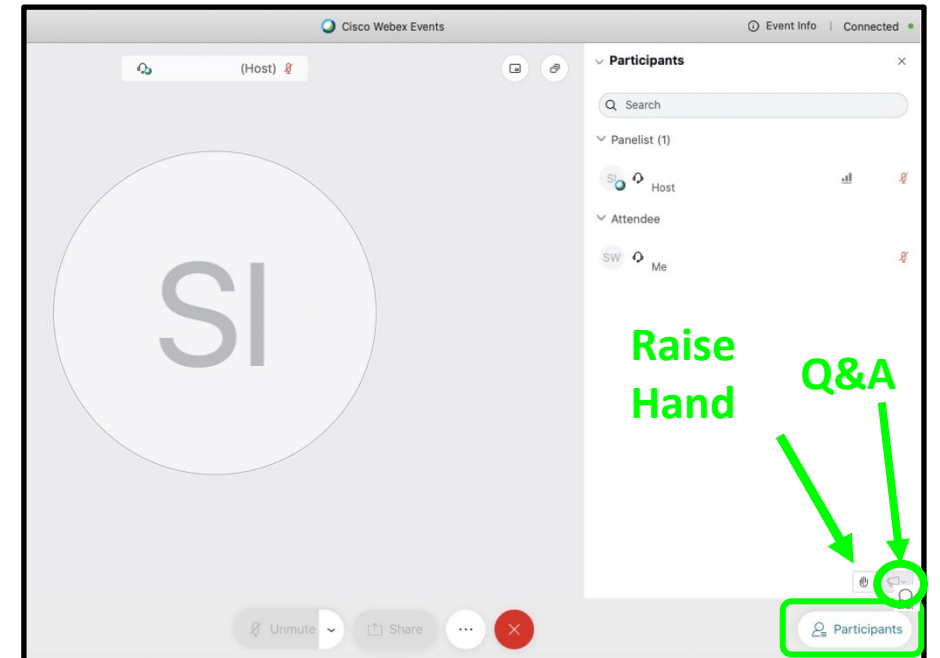 Cisco Webex Events
Event Info | Connected
(Host)
Participants
Search
Panelist (1)
SI
Host
Attendee
SW
Me
SI
Raise
Hand
Q&A
Unmute
Share
Participants